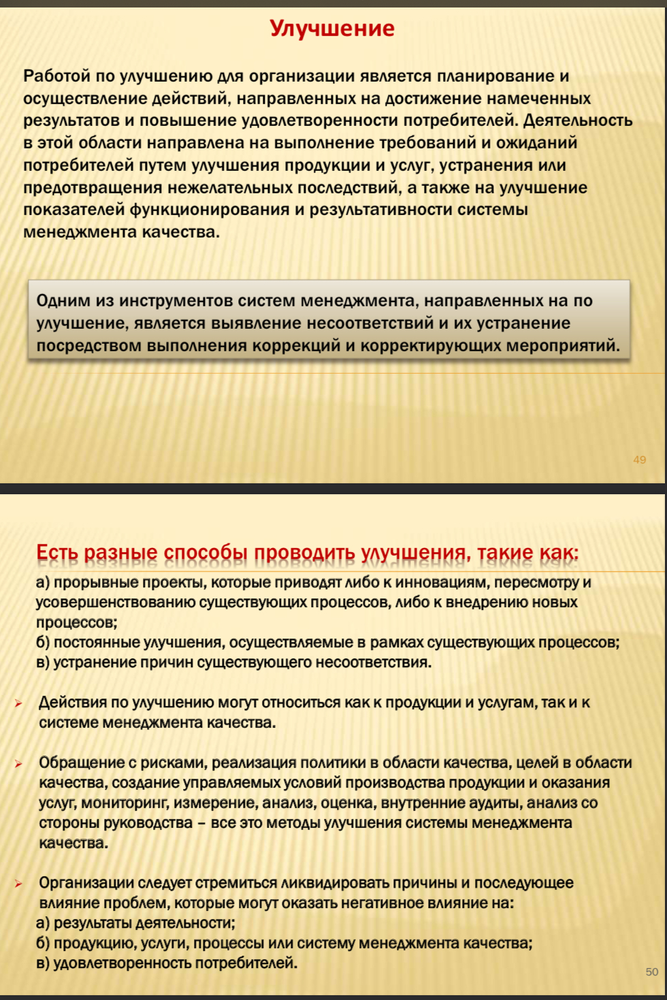 Улучшение
Работой по улучшению для организации является планирование и
осуществление действий, направленных на достижение намеченных
результатов и повышение удовлетворенности потребителей. Деятельность
в этой области направлена на выполнение требований и ожиданий
потребителей путем улучшения продукции и услуг, устранения или
предотвращения нежелательных последствий, а также на улучшение
показателей функционирования и результативности системы
менеджмента качества.
Одним из инструментов систем менеджмента, направленных на по
улучшение, является выявление несоответствий и их устранение
посредством выполнения коррекций и корректирующих мероприятий.
49
Есть разные способы проводить улучшения, такие как:
а) прорывные проекты, которые приводят либо к инновациям, пересмотру и
усовершенствованию существующих процессов, либо к внедрению новых
процессов;
б) постоянные улучшения, осуществляемые в рамках существующих процессов;
в) устранение причин существующего несоответствия.
Действия по улучшению могут относиться как к продукции и услугам, так и к
системе менеджмента качества.
Обращение с рисками, реализация политики в области качества, целей в области
качества, создание управляемых условий производства продукции и оказания
услуг, мониторинг, измерение, анализ, оценка, внутренние аудиты, анализ со
стороны руководства – все это методы улучшения системы менеджмента
качества.
Организации следует стремиться ликвидировать причины и последующее
влияние проблем, которые могут оказать негативное влияние на:
а) результаты деятельности;
б) продукцию, услуги, процессы или систему менеджмента качества;
в) удовлетворенность потребителей.
50